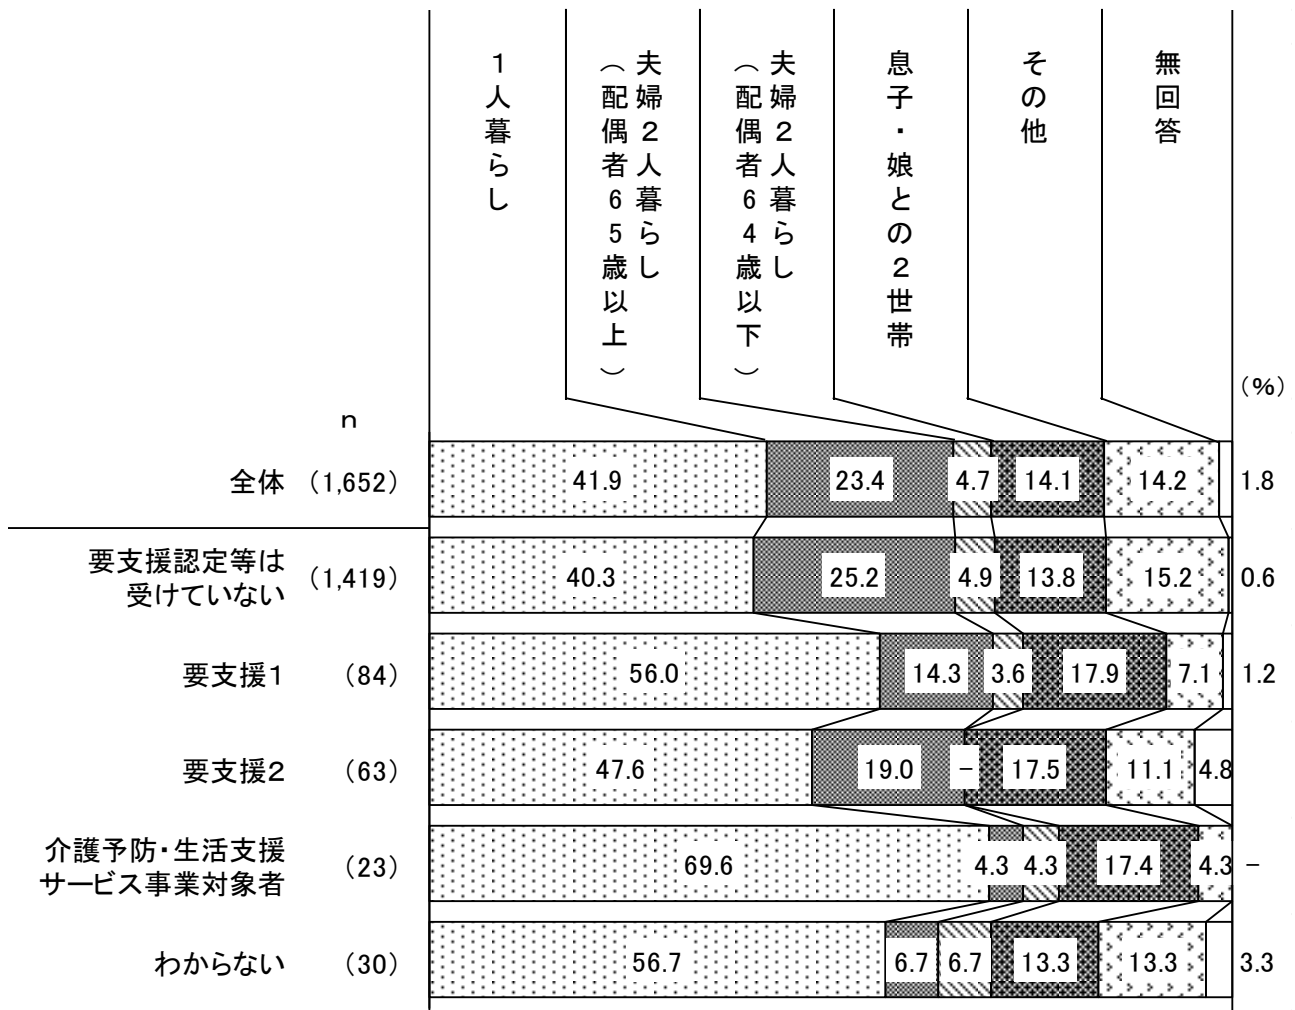 1人暮らし
夫婦2人暮らし
（配偶者65歳以上）
夫婦2人暮らし
（配偶者64歳以下）
息子・娘との2世帯
その他
無回答
(%)
n
全体 (1,652) 41.9 23.4 4.7 14.1 14.2 1.8
要支援認定等は
受けていない (1,419) 40.3 25.2 4.9 13.8 15.2 0.6
要支援1 (84) 56.0 14.3 3.6 17.9 7.1 1.2
要支援2 (63) 47.6 19.0 − 17.5 11.1 4.8
介護予防・生活支援
サービス事業対象者 (23) 69.6 4.3 4.3 17.4 4.3 −
わからない (30) 56.7 6.7 6.7 13.3 13.3 3.3